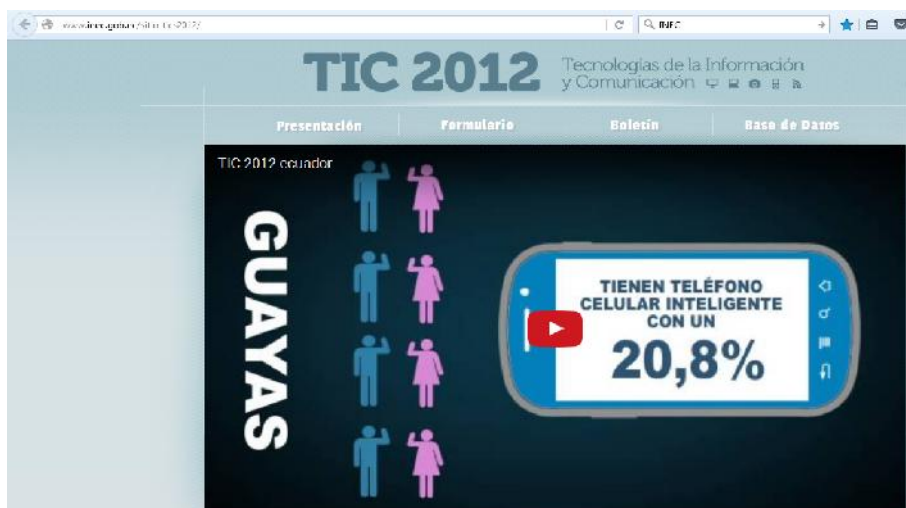 INEC
TIC 2012
Tecnologías de la Información
y Comunicación
Presentación Formulario Boletín Base de Datos
TIC 2012 ecuador
GUAYAS
TIENEN TELÉFONO
CELULAR INTELIGENTE
CON UN
20,8%